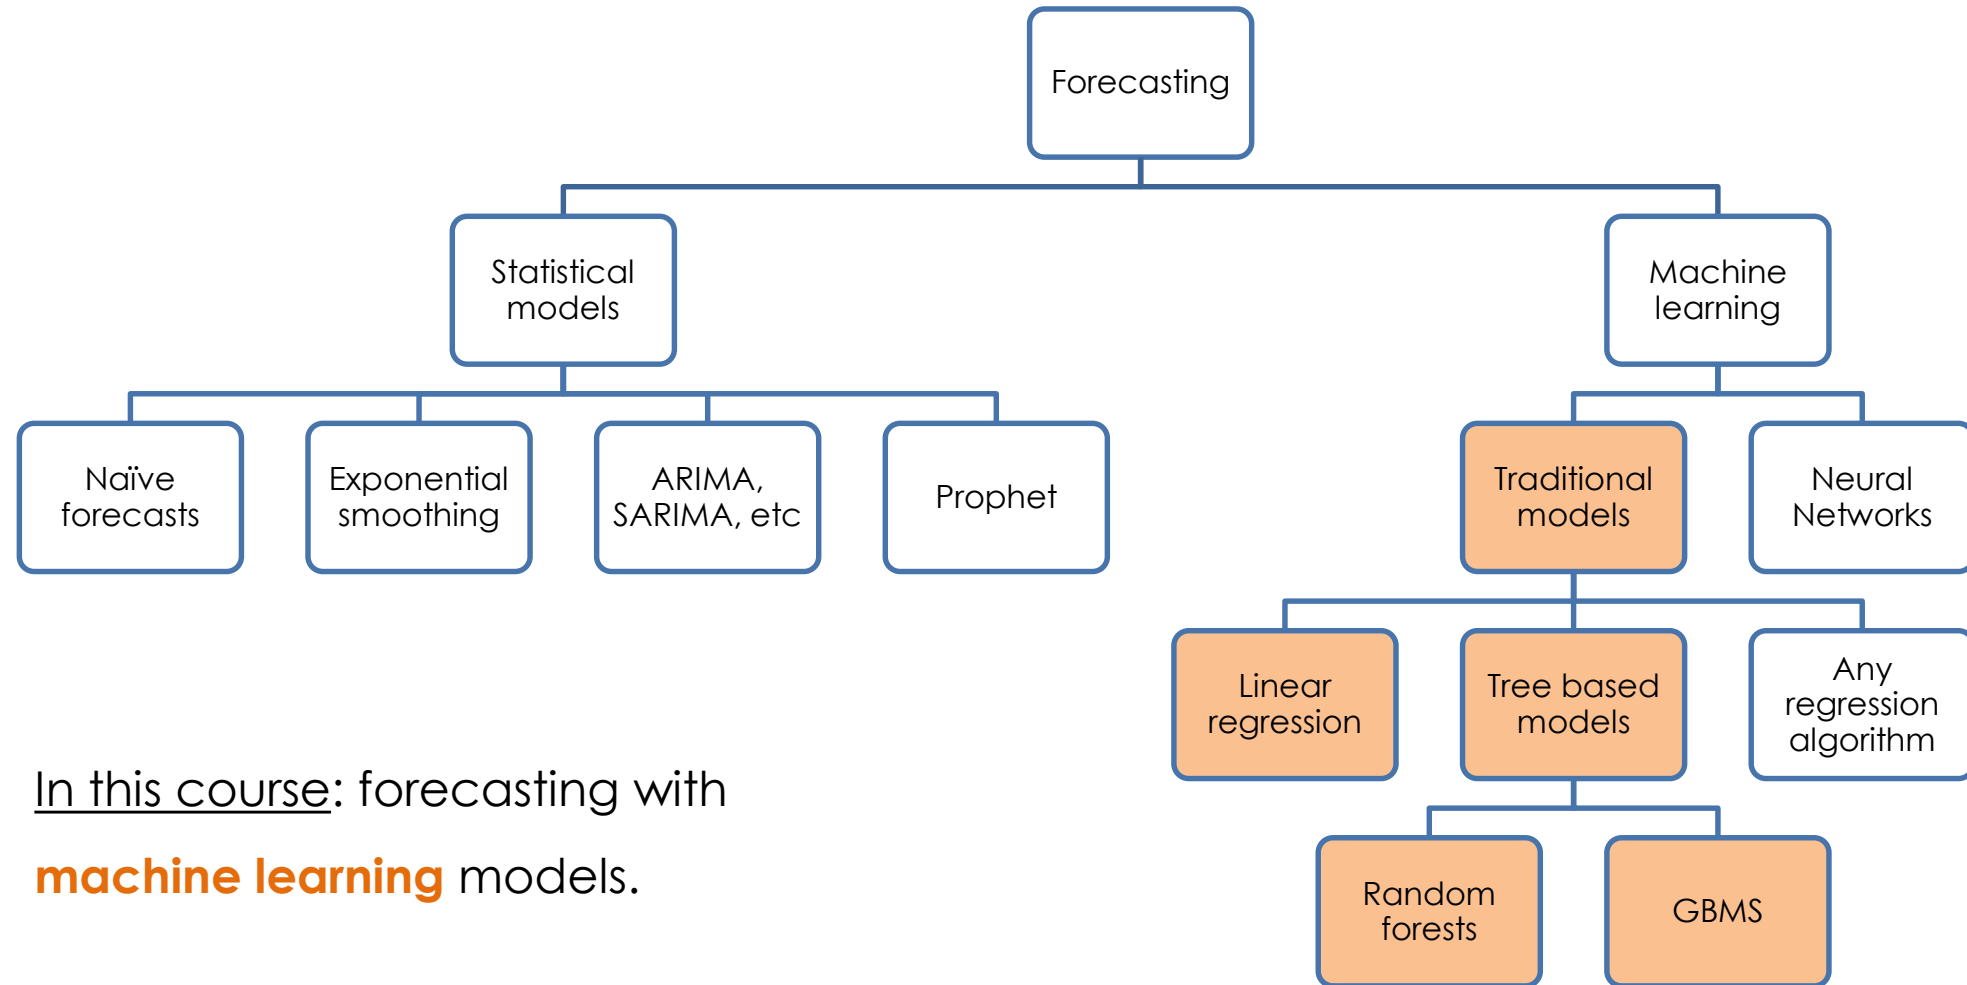 Forecasting
Statistical
models
Machine
learning
Naïve
forecasts
Exponential
smoothing
ARIMA,
SARIMA, etc
Prophet
Traditional
models
Neural
Networks
Linear
regression
Tree based
models
Any
regression
algorithm
Random
forests
GBMS
In this course: forecasting with
machine learning models.